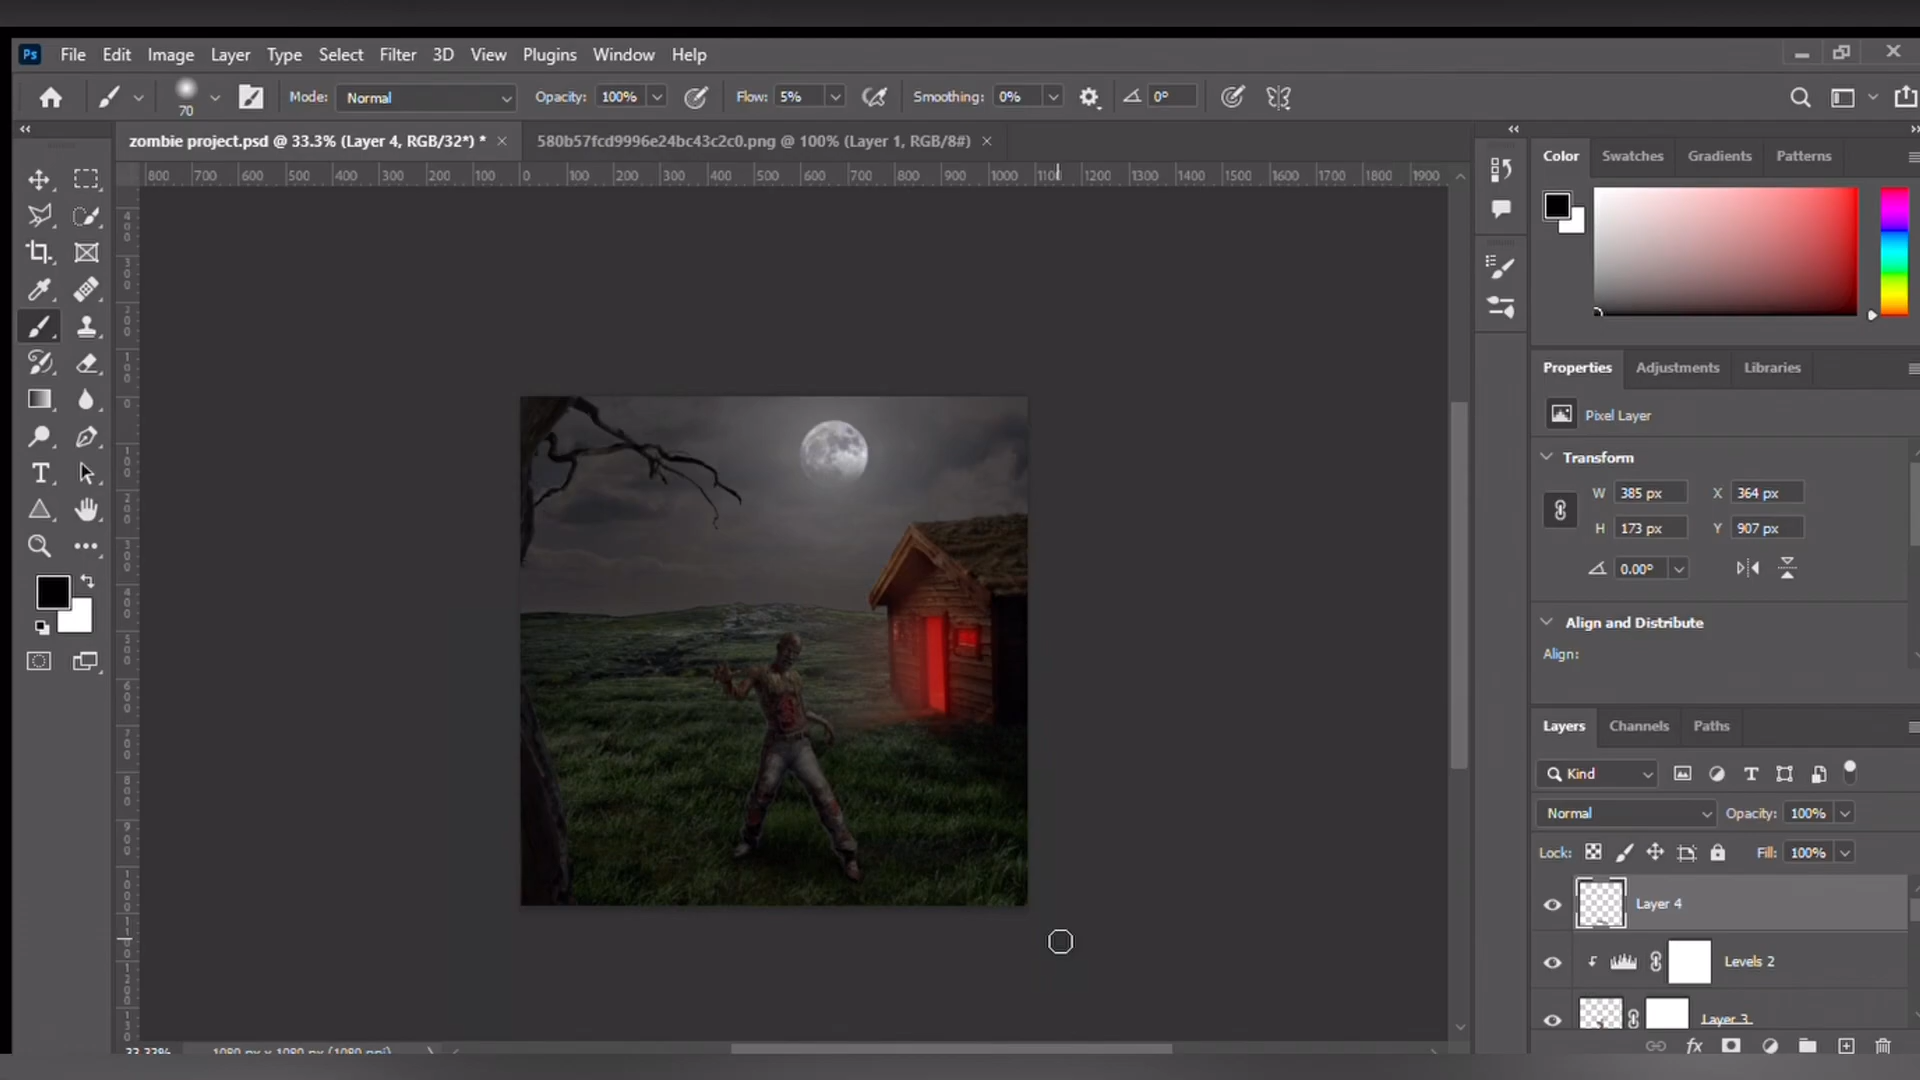 Ps File Edit Image Layer Type Select Filter 3D View Plugins Window Help
70 Mode: Normal Opacity: 100% Flow: 5% Smoothing: 0% 0°
zombie project.psd @ 33.3% (Layer 4, RGB/32*) * 580b57fcd9996e24bc43c2c0.png @ 100% (Layer 1, RGB/8#)
800 700 600 500 400 300 200 100 0 100 200 300 400 500 600 700 800 900 1000 1100 1200 1300 1400 1500 1600 1700 1800 1900
Color Swatches Gradients Patterns
Properties Adjustments Libraries
Pixel Layer
Transform
W 385 px X 364 px
H 173 px Y 907 px
0.00°
Align and Distribute
Align:
Layers Channels Paths
Kind
Normal Opacity: 100%
Lock: Fill: 100%
Layer 4
Levels 2
Layer 3
33.33% 1080 px x 1080 px (1080 ppi)